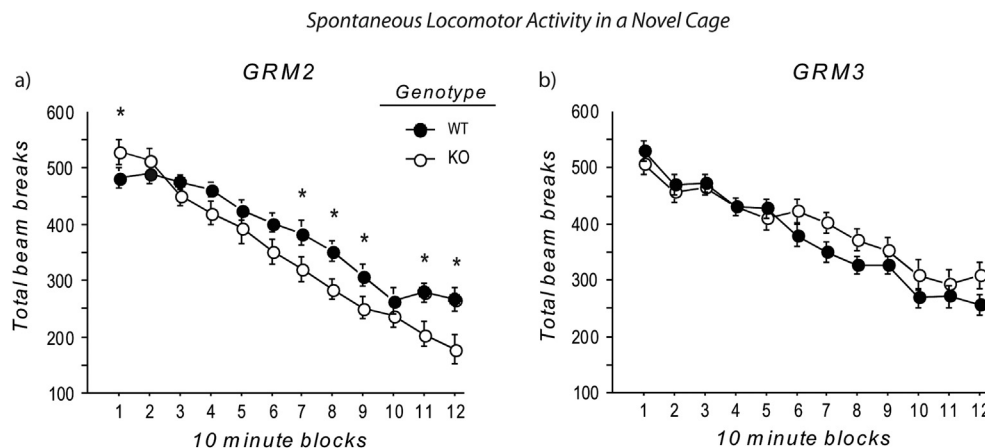 Spontaneous Locomotor Activity in a Novel Cage
a)
GRM2
Genotype
WT
KO
Total beam breaks
600
500
400
300
200
100
*
*
*
*
*
*
1 2 3 4 5 6 7 8 9 10 11 12
10 minute blocks
b)
GRM3
Total beam breaks
600
500
400
300
200
100
1 2 3 4 5 6 7 8 9 10 11 12
10 minute blocks